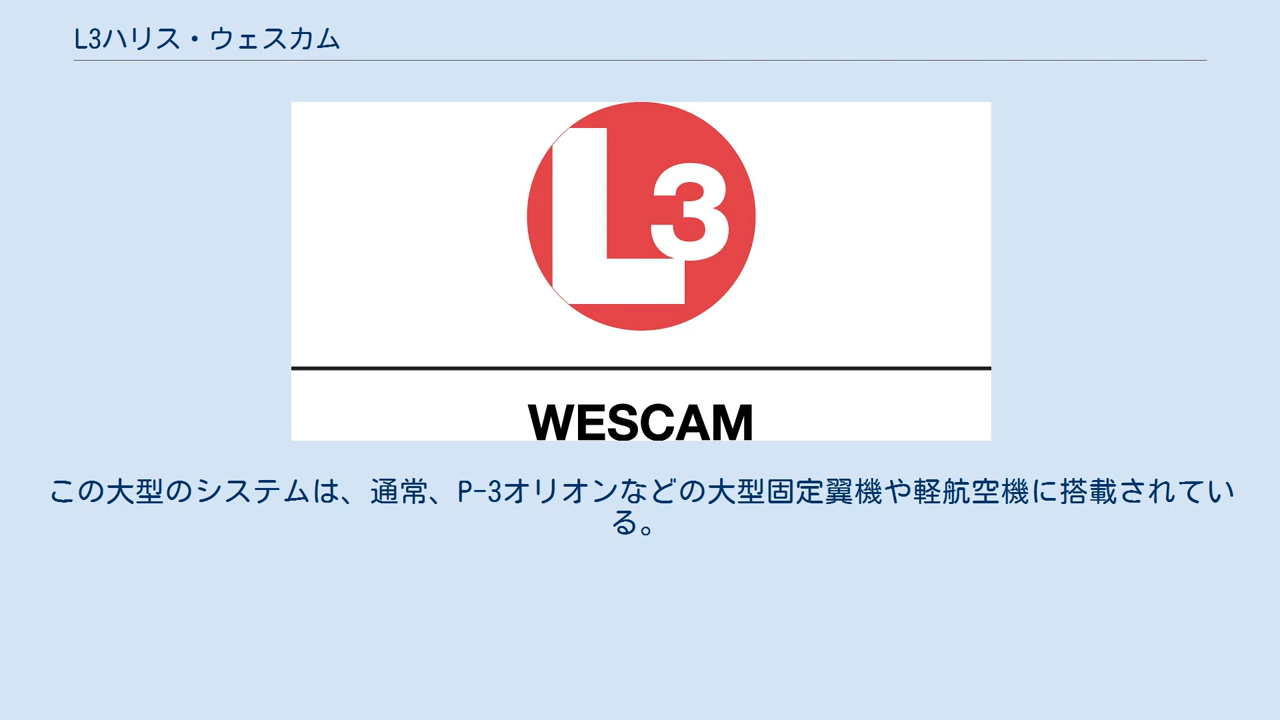 L3ハリス・ウェスカム
L3
WESCAM
この大型のシステムは、通常、P-3オリオンなどの大型固定翼機や軽航空機に搭載されてい
る。